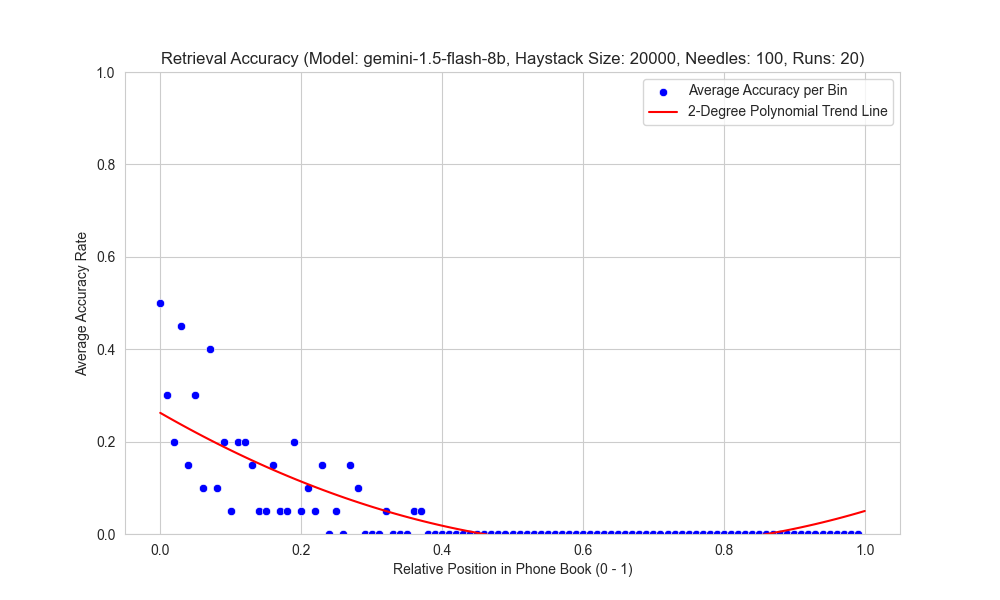 Retrieval Accuracy (Model: gemini-1.5-flash-8b, Haystack Size: 20000, Needles: 100, Runs: 20)
Average Accuracy per Bin
2-Degree Polynomial Trend Line
Average Accuracy Rate
1.0
0.8
0.6
0.4
0.2
0.0
0.0 0.2 0.4 0.6 0.8 1.0
Relative Position in Phone Book (0 - 1)